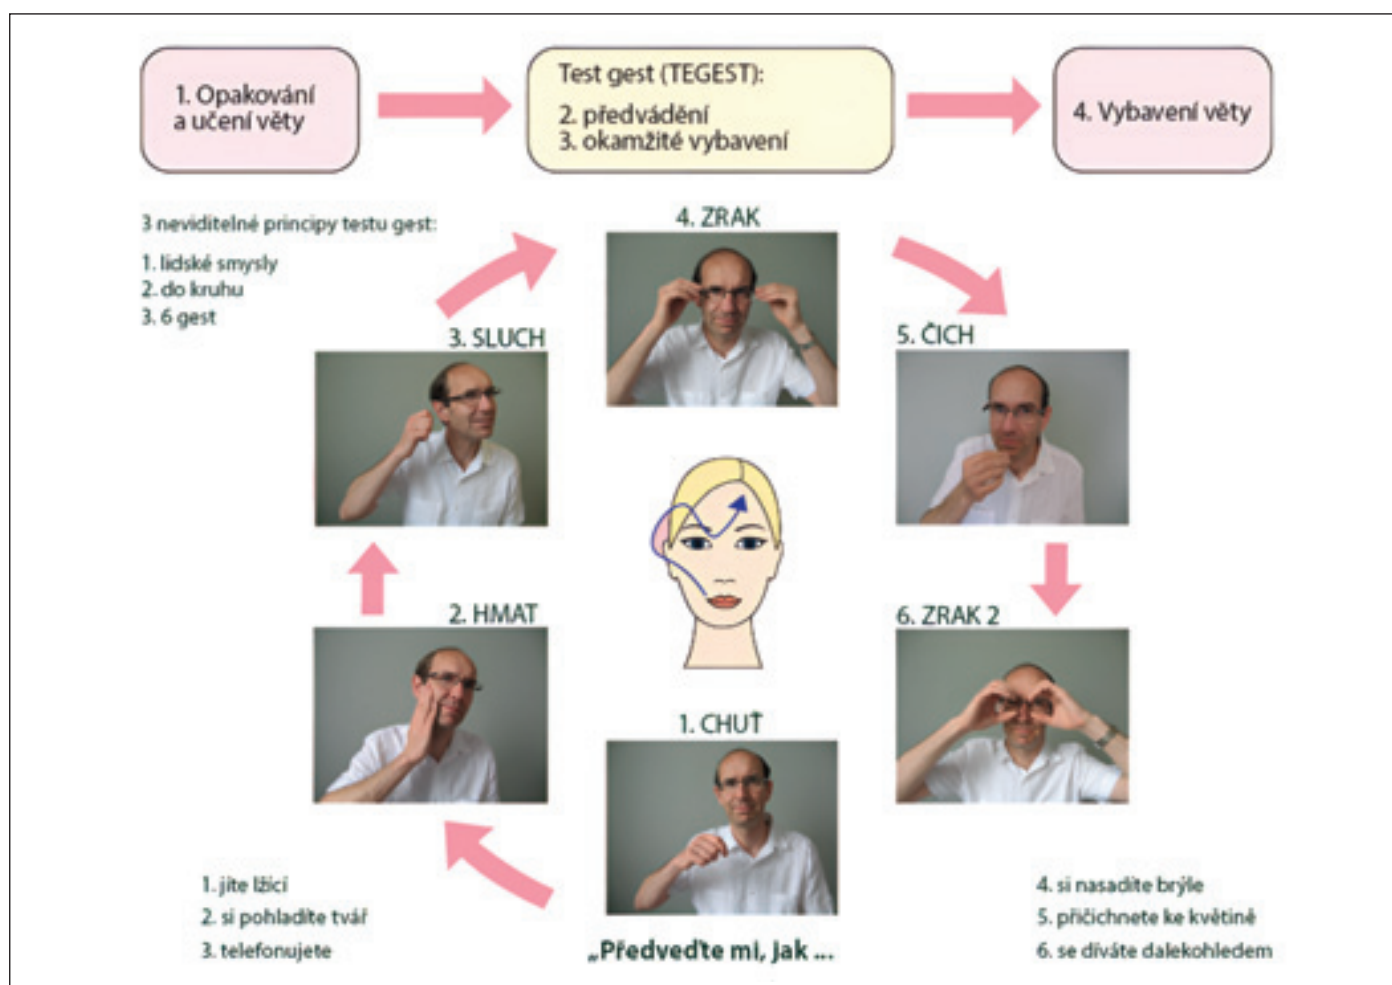 1. Opakování
a učení věty
Test gest (TEGEST):
2. předvádění
3. okamžité vybavení
4. Vybavení věty
3 neviditelné principy testu gest:
1. lidské smysly
2. do kruhu
3. 6 gest
4. ZRAK
3. SLUCH
5. ČICH
2. HMAT
6. ZRAK 2
1. CHUŤ
1. jíte lžící
2. si pohladíte tvář
3. telefonujete
„Předveďte mi, jak ...
4. si nasadíte brýle
5. přičichnete ke květině
6. se díváte dalekohledem